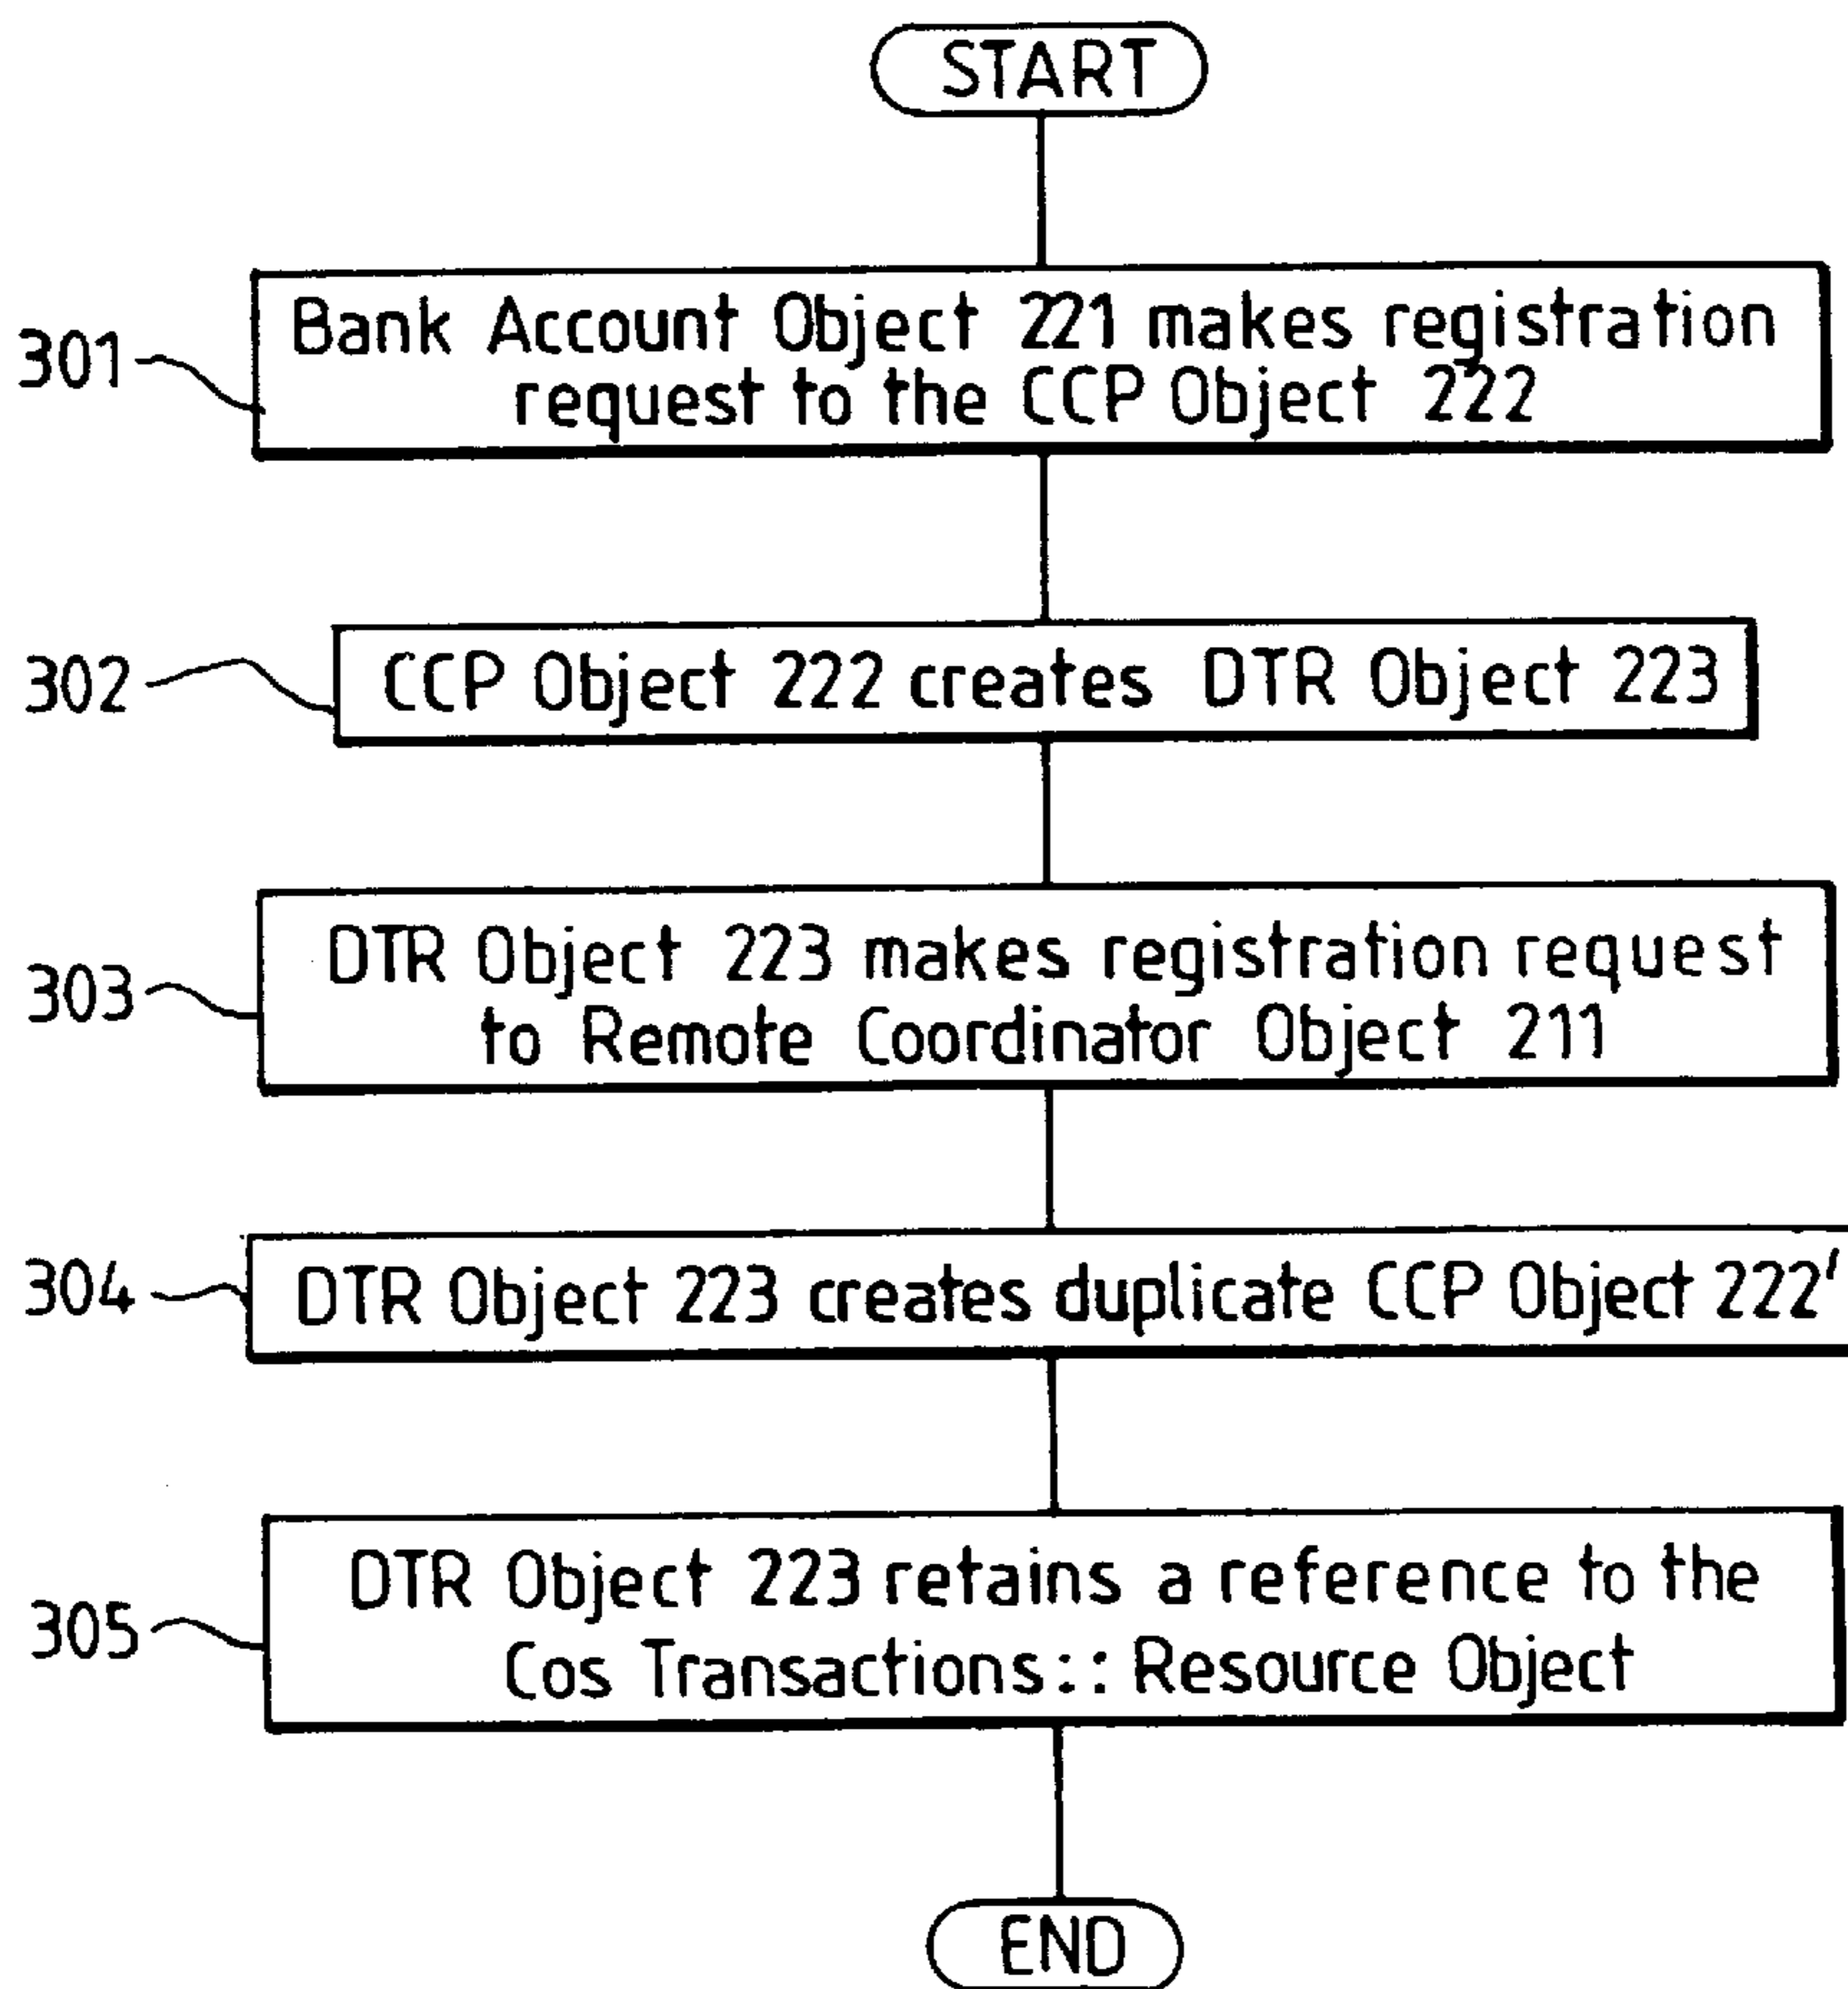 START
301
Bank Account Object 221 makes registration
request to the CCP Object 222
302
CCP Object 222 creates DTR Object 223
303
DTR Object 223 makes registration request
to Remote Coordinator Object 211
304
DTR Object 223 creates duplicate CCP Object 222'
305
DTR Object 223 retains a reference to the
Cos Transactions:: Resource Object
END